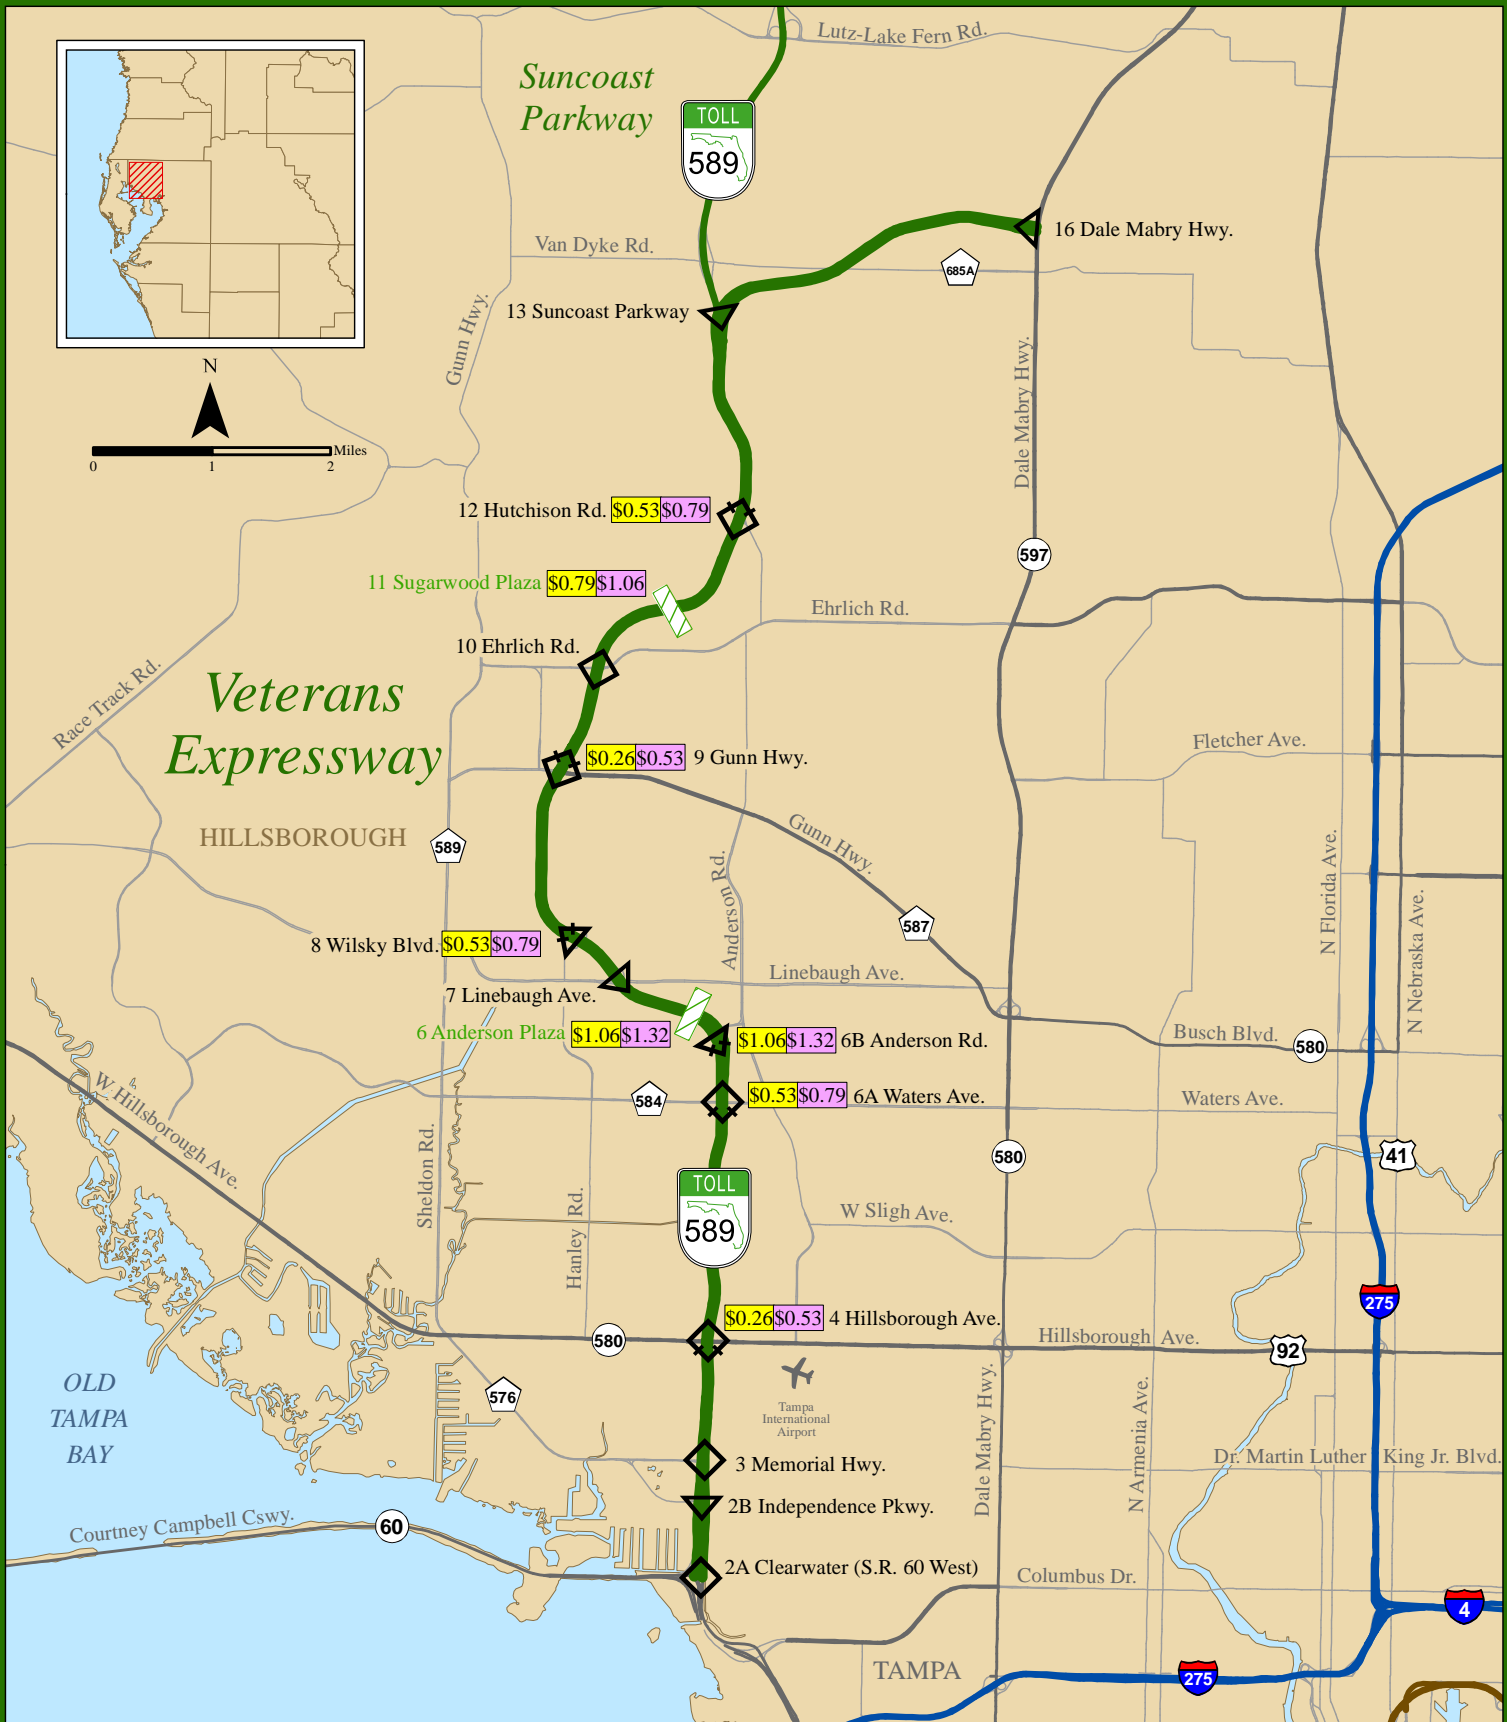 Lutz-Lake Fern Rd.
Suncoast
Parkway
TOLL
589
16 Dale Mabry Hwy.
Van Dyke Rd.
685A
13 Suncoast Parkway
Gunn Hwy.
Dale Mabry Hwy.
N
Miles
0 1 2
12 Hutchison Rd. $0.53 $0.79
597
11 Sugarwood Plaza $0.79 $1.06
Ehrlich Rd.
10 Ehrlich Rd.
Race Track Rd.
Veterans
Expressway
Fletcher Ave.
$0.26 $0.53 9 Gunn Hwy.
HILLSBOROUGH
589
Gunn Hwy.
Anderson Rd.
N Florida Ave.
N Nebraska Ave.
587
8 Wilsky Blvd. $0.53 $0.79
Linebaugh Ave.
7 Linebaugh Ave.
6 Anderson Plaza $1.06 $1.32
$1.06 $1.32 6B Anderson Rd.
Busch Blvd.
580
W Hillsborough Ave.
584
$0.53 $0.79 6A Waters Ave.
Waters Ave.
Sheldon Rd.
580
41
TOLL
589
W Sligh Ave.
Hanley Rd.
275
$0.26 $0.53 4 Hillsborough Ave.
580
Hillsborough Ave.
92
OLD
TAMPA
BAY
576
Tampa
International
Airport
Dale Mabry Hwy.
N Armenia Ave.
Dr. Martin Luther King Jr. Blvd.
3 Memorial Hwy.
2B Independence Pkwy.
Courtney Campbell Cswy.
60
2A Clearwater (S.R. 60 West)
Columbus Dr.
4
TAMPA
275